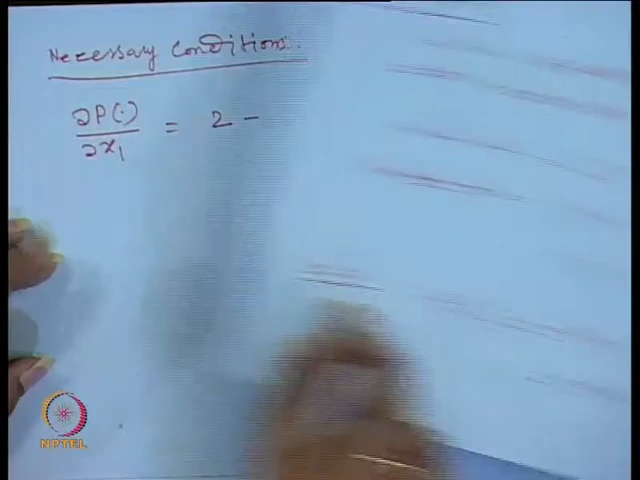 Necessary Conditions.
∂P(·)
∂x₁
= 2 -
NPTEL